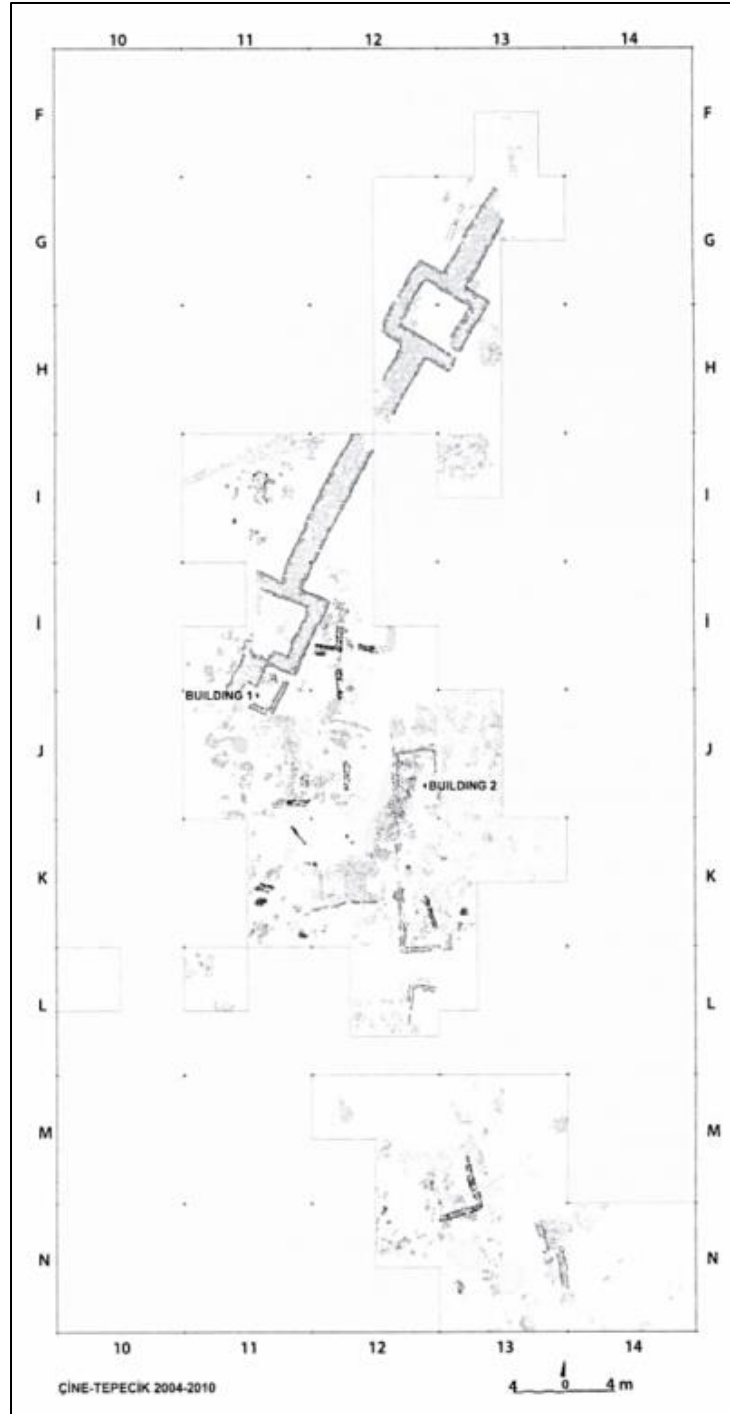 10 11 12 13 14
F F
G G
H H
I I
İ İ
BUILDING 1
J J
BUILDING 2
K K
L L
M M
N N
10 11 12 13 14
ÇİNE-TEPECİK 2004-2010
4 0 4 m